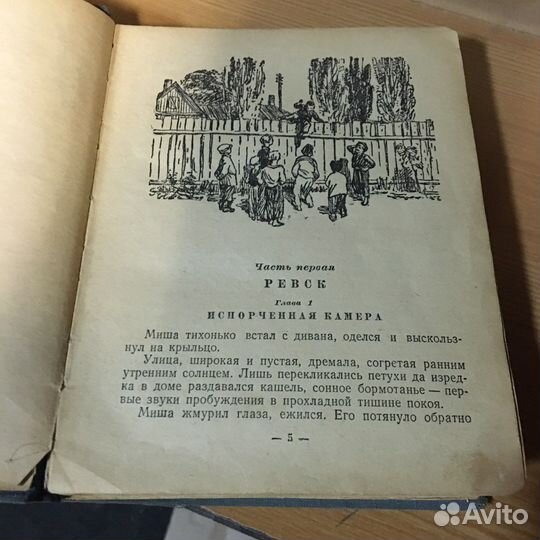 Часть первая
РЕВСК
Глава 1
ИСПОРЧЕННАЯ КАМЕРА
Миша тихонько встал с дивана, оделся и выскольз-
нул на крыльцо.
Улица, широкая и пустая, дремала, согретая ранним
утренним солнцем. Лишь перекликались петухи да изред-
ка в доме раздавался кашель, сонное бормотанье — пер-
вые звуки пробуждения в прохладной тишине покоя.
Миша жмурил глаза, ёжился. Его потянуло обратно
— 5 —
Avito